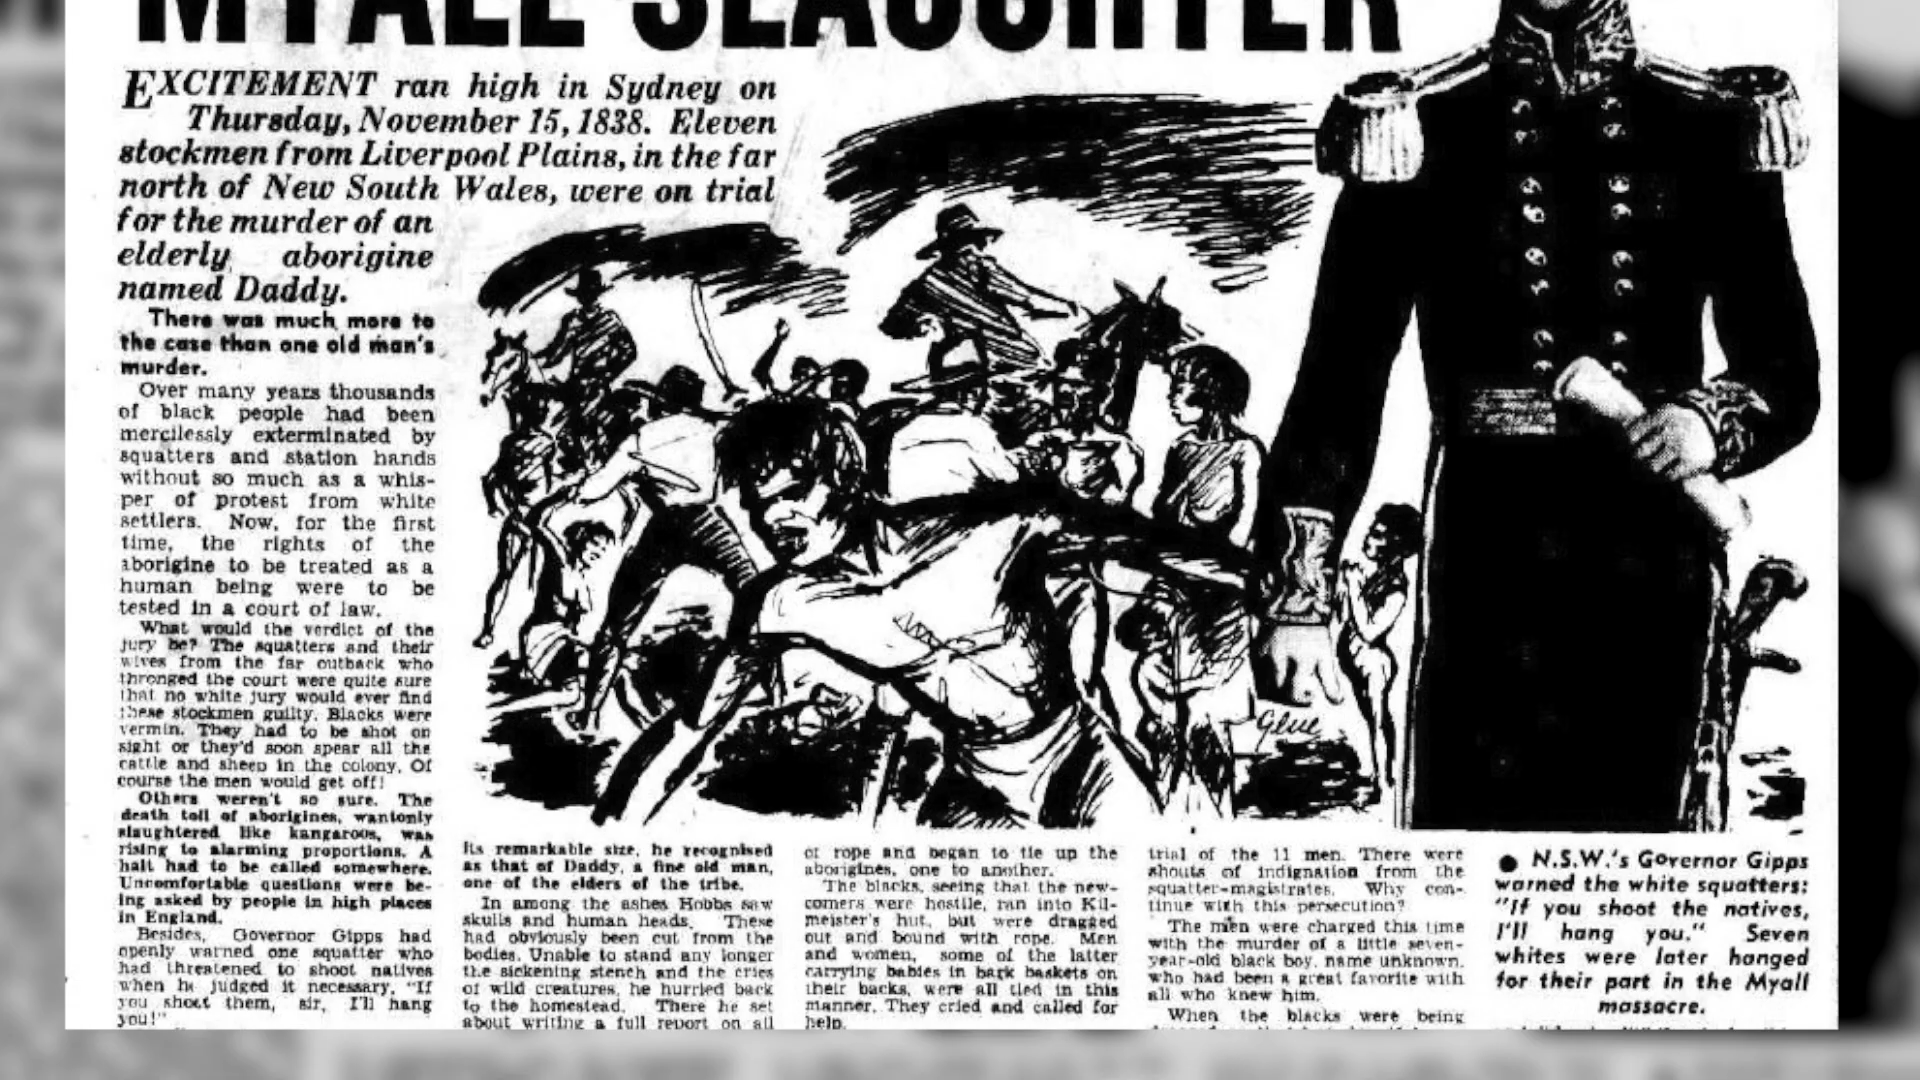 MYALL SLAUGHTER
EXCITEMENT ran high in Sydney on
Thursday, November 15, 1838. Eleven
stockmen from Liverpool Plains, in the far
north of New South Wales, were on trial
for the murder of an
elderly aborigine
named Daddy.
There was much more to
the case than one old man's
murder.
Over many years thousands
of black people had been
mercilessly exterminated by
squatters and station hands
without so much as a whis-
per of protest from white
settlers. Now, for the first
time, the rights of the
aborigine to be treated as a
human being were to be
tested in a court of law.
What would the verdict of the
jury be? The squatters and their
wives from the far outback who
thronged the court were quite sure
that no white jury would ever find
these stockmen guilty. Blacks were
vermin. They had to be shot on
sight or they'd soon spear all the
cattle and sheep in the colony. Of
course the men would get off!
Others weren't so sure. The
death toll of aborigines, wantonly
slaughtered like kangaroos, was
rising to alarming proportions. A
halt had to be called somewhere.
Uncomfortable questions were be-
ing asked by people in high places
in England.
Besides, Governor Gipps had
openly warned one squatter who
had threatened to shoot natives
when he judged it necessary, "If
you shoot them, sir, I'll hang
you!"
its remarkable size, he recognised
as that of Daddy, a fine old man,
one of the elders of the tribe.
In among the ashes Hobbs saw
skulls and human heads. These
had obviously been cut from the
bodies. Unable to stand any longer
the sickening stench and the cries
of wild creatures, he hurried back
to the homestead. There he set
about writing a full report on all
of rope and began to tie up the
aborigines, one to another.
The blacks, seeing that the new-
comers were hostile, ran into Kil-
meister's hut, but were dragged
out and bound with rope. Men
and women, some of the latter
carrying babies in bark baskets on
their backs, were all tied in this
manner. They cried and called for
help.
trial of the 11 men. There were
shouts of indignation from the
squatter-magistrates. Why con-
tinue with this persecution?
The men were charged this time
with the murder of a little seven-
year-old black boy, name unknown,
who had been a great favorite with
all who knew him.
When the blacks were being
● N.S.W.'s Governor Gipps
warned the white squatters:
"If you shoot the natives,
I'll hang you." Seven
whites were later hanged
for their part in the Myall
massacre.